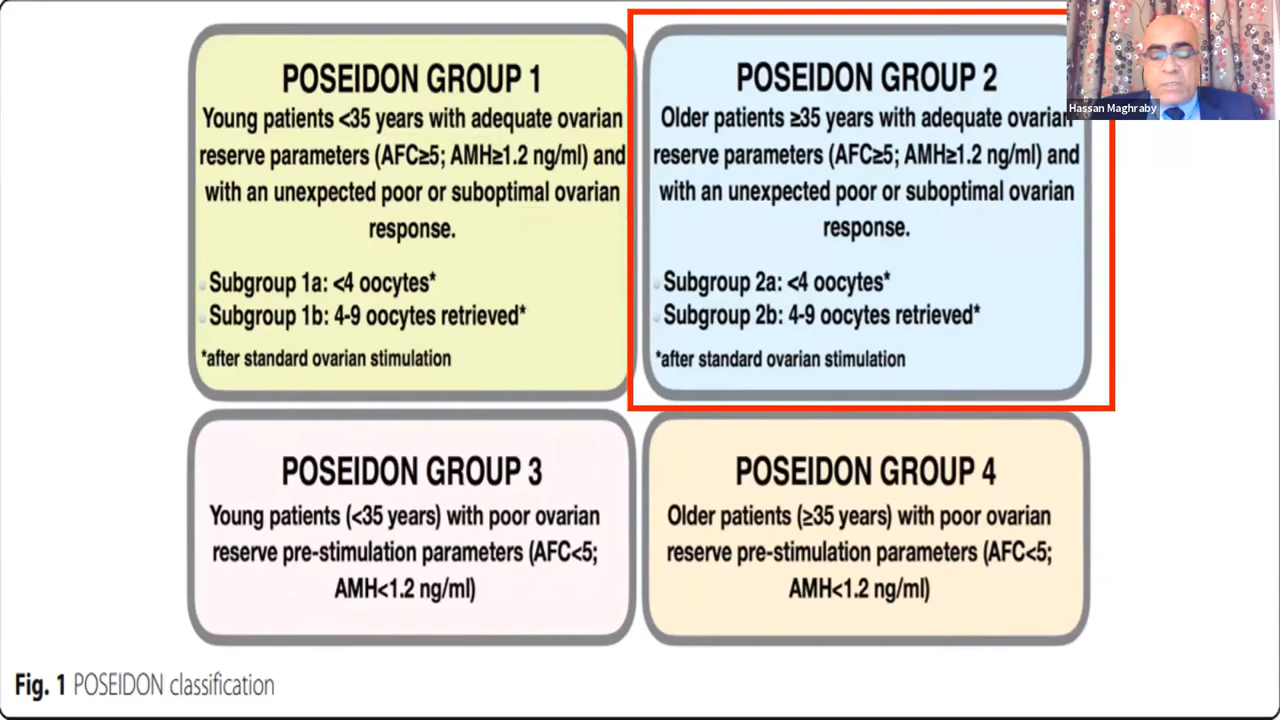 POSEIDON GROUP 1
Young patients <35 years with adequate ovarian
reserve parameters (AFC≥5; AMH≥1.2 ng/ml) and
with an unexpected poor or suboptimal ovarian
response.
Subgroup 1a: <4 oocytes*
Subgroup 1b: 4-9 oocytes retrieved*
*after standard ovarian stimulation
POSEIDON GROUP 2
Older patients ≥35 years with adequate ovarian
reserve parameters (AFC≥5; AMH≥1.2 ng/ml) and
with an unexpected poor or suboptimal ovarian
response.
Subgroup 2a: <4 oocytes*
Subgroup 2b: 4-9 oocytes retrieved*
*after standard ovarian stimulation
Hassan Maghraby
POSEIDON GROUP 3
Young patients (<35 years) with poor ovarian
reserve pre-stimulation parameters (AFC<5;
AMH<1.2 ng/ml)
POSEIDON GROUP 4
Older patients (≥35 years) with poor ovarian
reserve pre-stimulation parameters (AFC<5;
AMH<1.2 ng/ml)
Fig. 1 POSEIDON classification